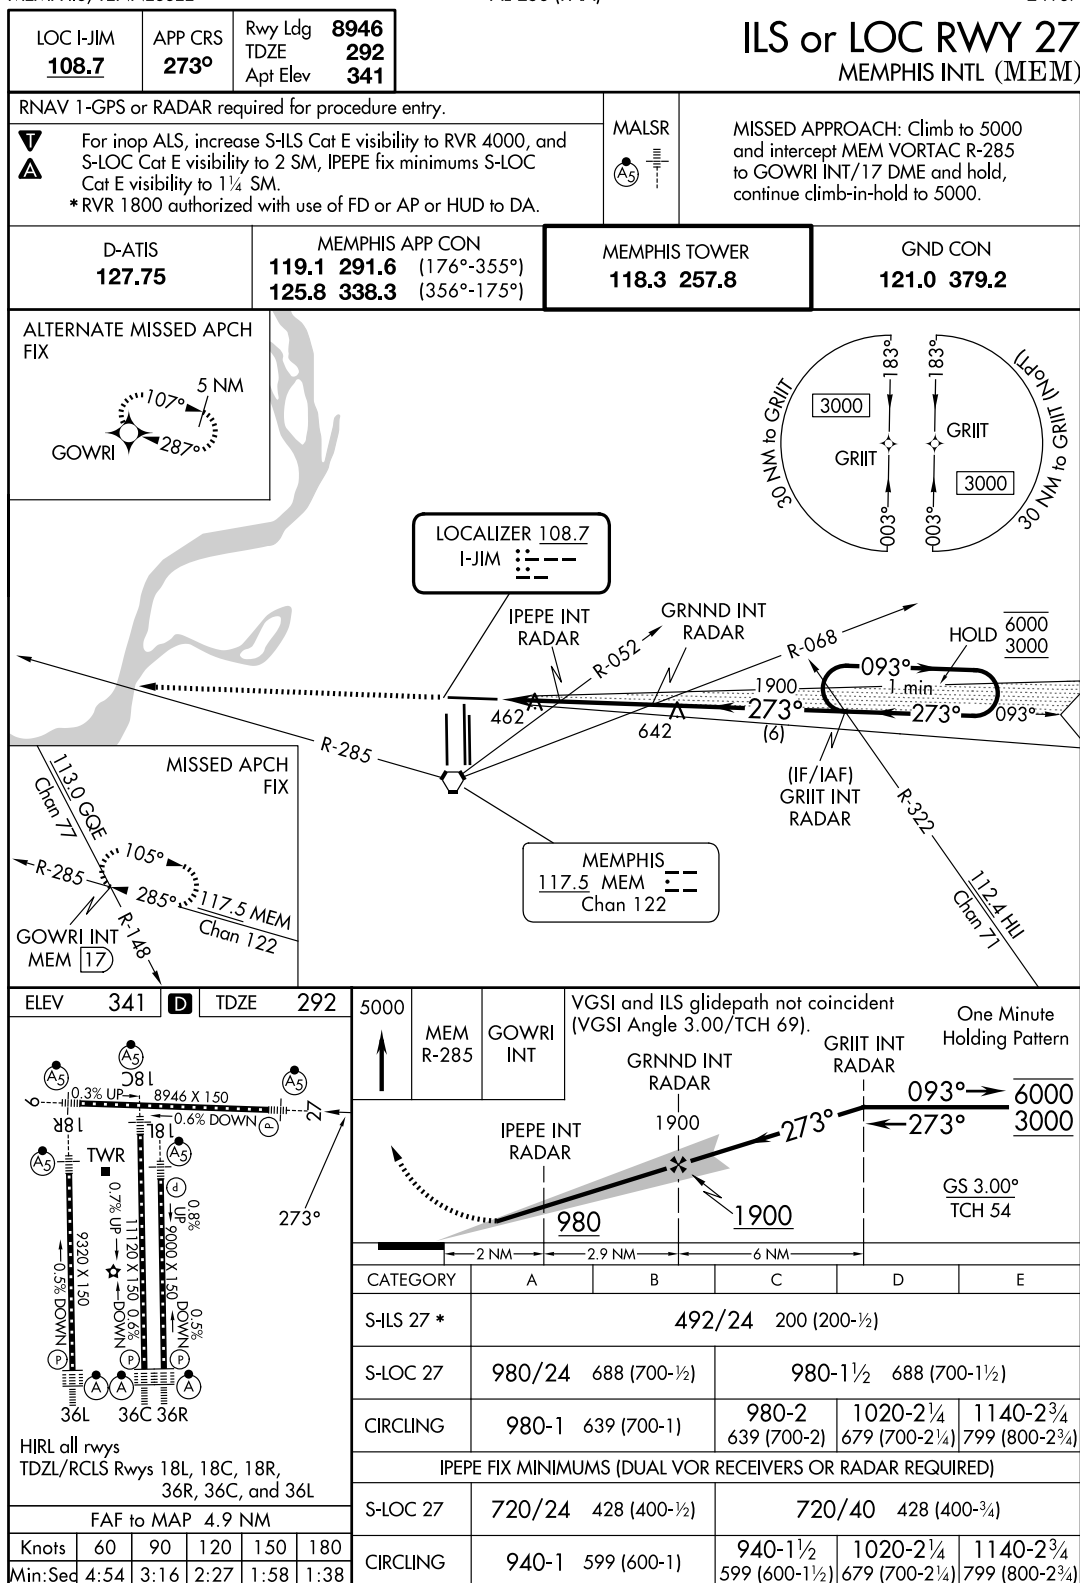 LOC I-JIM
108.7
APP CRS
273°
Rwy Ldg 8946
TDZE 292
Apt Elev 341
ILS or LOC RWY 27
MEMPHIS INTL (MEM)
RNAV 1-GPS or RADAR required for procedure entry.
T
A
For inop ALS, increase S-ILS Cat E visibility to RVR 4000, and
S-LOC Cat E visibility to 2 SM, IPEPE fix minimums S-LOC
Cat E visibility to 1¼ SM.
* RVR 1800 authorized with use of FD or AP or HUD to DA.
MALSR
A5
MISSED APPROACH: Climb to 5000
and intercept MEM VORTAC R-285
to GOWRI INT/17 DME and hold,
continue climb-in-hold to 5000.
D-ATIS
127.75
MEMPHIS APP CON
119.1 291.6 (176°-355°)
125.8 338.3 (356°-175°)
MEMPHIS TOWER
118.3 257.8
GND CON
121.0 379.2
ALTERNATE MISSED APCH
FIX
5 NM
107°
287°
GOWRI
30 NM to GRIIT
183°
3000
GRIIT
003°
183°
GRIIT
3000
003°
30 NM to GRIIT (NoPT)
LOCALIZER 108.7
I-JIM
IPEPE INT
RADAR
GRNND INT
RADAR
R-052
R-068
HOLD
6000
3000
093°
1 min
1900
273°
(6)
273°
093°
462
642
R-285
(IF/IAF)
GRIIT INT
RADAR
R-322
112.4 HLI
Chan 71
MEMPHIS
117.5 MEM
Chan 122
MISSED APCH
FIX
113.0 GQE
Chan 77
R-285
105°
285°
117.5 MEM
Chan 122
GOWRI INT
MEM 17
R-148
ELEV 341 D TDZE 292
A5
A5
A5
18C
0.3% UP
8946 X 150
0.6% DOWN
9
27
P
18R
18L
A5
A5
TWR
P
273°
0.7% UP
0.8%
UP
9320 X 150
0.5% DOWN
11120 X 150
0.6%
DOWN
9000 X 150
0.5%
DOWN
P
P
P
A
A
A
36L
36C
36R
HIRL all rwys
TDZL/RCLS Rwys 18L, 18C, 18R,
36R, 36C, and 36L
FAF to MAP 4.9 NM
Knots 60 90 120 150 180
Min:Sec 4:54 3:16 2:27 1:58 1:38
5000
MEM
R-285
GOWRI
INT
VGSI and ILS glidepath not coincident
(VGSI Angle 3.00/TCH 69).
One Minute
Holding Pattern
GRIIT INT
RADAR
GRNND INT
RADAR
1900
IPEPE INT
RADAR
273°
093°
273°
6000
3000
GS 3.00°
TCH 54
980
1900
2 NM
2.9 NM
6 NM
CATEGORY A B C D E
S-ILS 27 * 492/24 200 (200-½)
S-LOC 27 980/24 688 (700-½) 980-1½ 688 (700-1½)
CIRCLING 980-1 639 (700-1) 980-2 639 (700-2) 1020-2¼ 679 (700-2¼) 1140-2¾ 799 (800-2¾)
IPEPE FIX MINIMUMS (DUAL VOR RECEIVERS OR RADAR REQUIRED)
S-LOC 27 720/24 428 (400-½) 720/40 428 (400-¾)
CIRCLING 940-1 599 (600-1) 940-1½ 599 (600-1½) 1020-2¼ 679 (700-2¼) 1140-2¾ 799 (800-2¾)